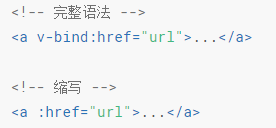 <!-- 完整语法 -->
<a v-bind:href="url">...</a>
<!-- 缩写 -->
<a :href="url">...</a>